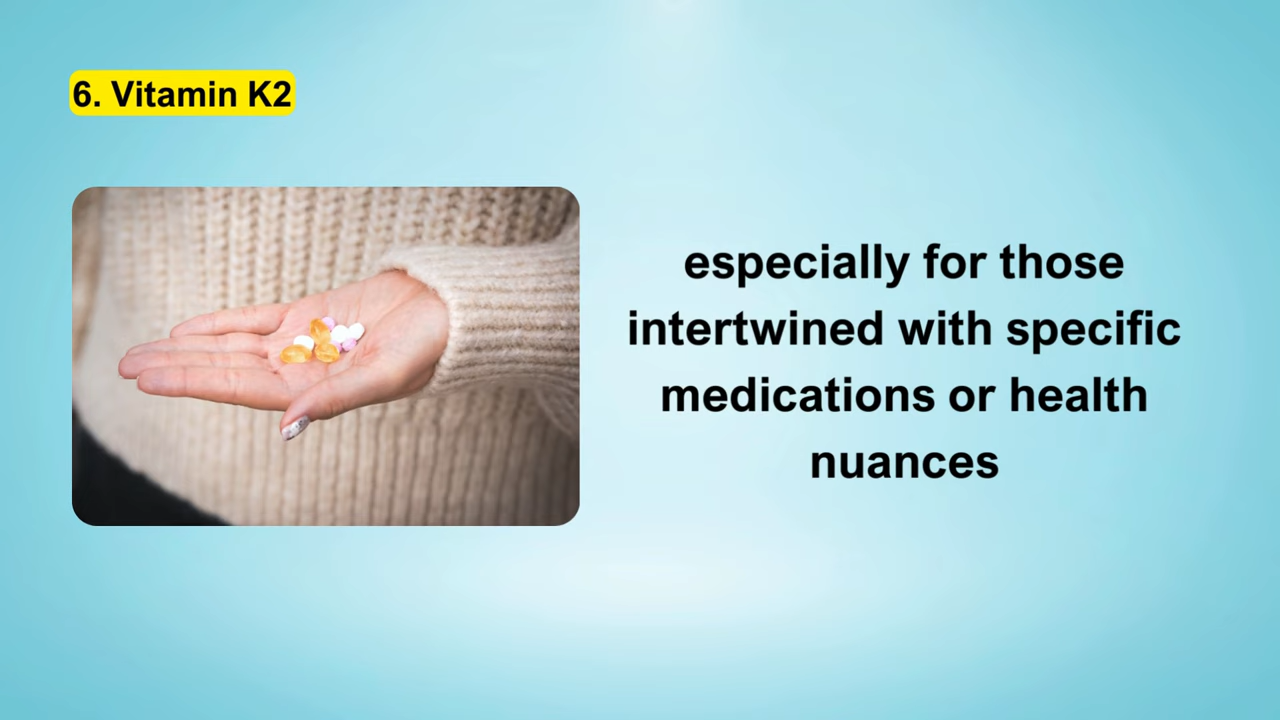 6. Vitamin K2
especially for those
intertwined with specific
medications or health
nuances